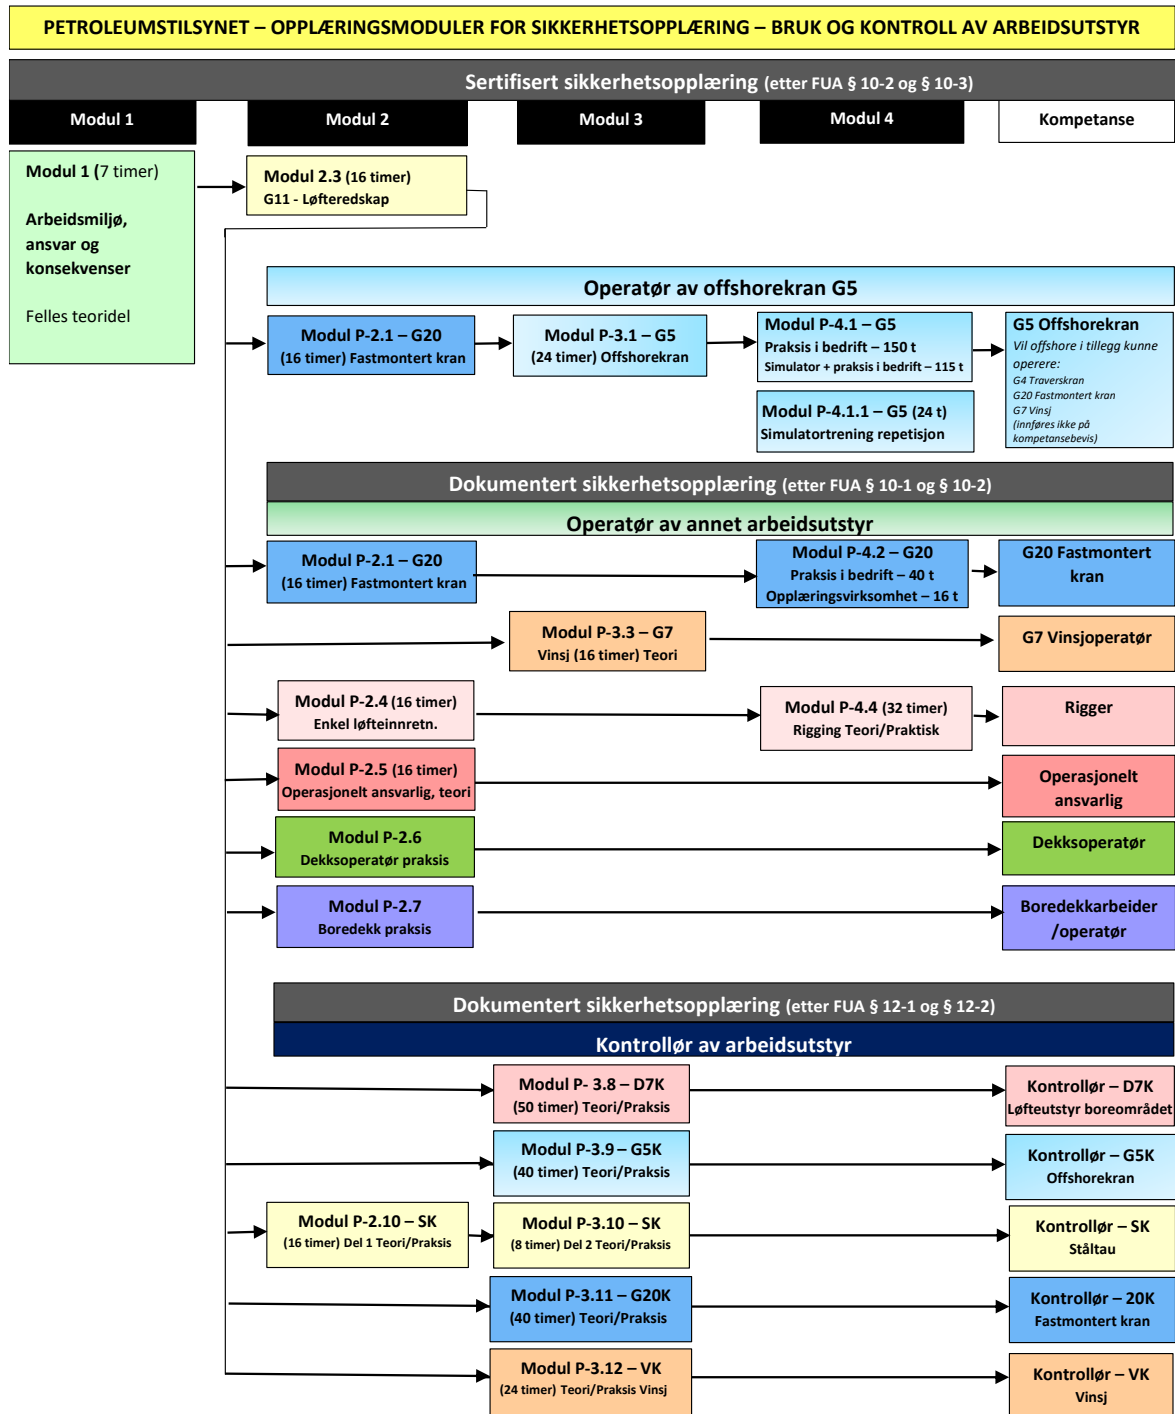 PETROLEUMSTILSYNET – OPPLÆRINGSMODULER FOR SIKKERHETSOPPLÆRING – BRUK OG KONTROLL AV ARBEIDSUTSTYR
Sertifisert sikkerhetsopplæring (etter FUA § 10-2 og § 10-3)
Modul 1
Modul 2
Modul 3
Modul 4
Kompetanse
Modul 1 (7 timer)
Arbeidsmiljø,
ansvar og
konsekvenser
Felles teoridel
Modul 2.3 (16 timer)
G11 - Løfteredskap
Operatør av offshorekran G5
Modul P-2.1 – G20
(16 timer) Fastmontert kran
Modul P-3.1 – G5
(24 timer) Offshorekran
Modul P-4.1 – G5
Praksis i bedrift – 150 t
Simulator + praksis i bedrift – 115 t
Modul P-4.1.1 – G5 (24 t)
Simulatortrening repetisjon
G5 Offshorekran
Vil offshore i tillegg kunne
operere:
G4 Traverskran
G20 Fastmontert kran
G7 Vinsj
(innføres ikke på
kompetansebevis)
Dokumentert sikkerhetsopplæring (etter FUA § 10-1 og § 10-2)
Operatør av annet arbeidsutstyr
Modul P-2.1 – G20
(16 timer) Fastmontert kran
Modul P-4.2 – G20
Praksis i bedrift – 40 t
Opplæringsvirksomhet – 16 t
G20 Fastmontert
kran
Modul P-3.3 – G7
Vinsj (16 timer) Teori
G7 Vinsjoperatør
Modul P-2.4 (16 timer)
Enkel løfteinnretn.
Modul P-4.4 (32 timer)
Rigging Teori/Praktisk
Rigger
Modul P-2.5 (16 timer)
Operasjonelt ansvarlig, teori
Operasjonelt
ansvarlig
Modul P-2.6
Dekksoperatør praksis
Dekksoperatør
Modul P-2.7
Boredekk praksis
Boredekkarbeider
/operatør
Dokumentert sikkerhetsopplæring (etter FUA § 12-1 og § 12-2)
Kontrollør av arbeidsutstyr
Modul P- 3.8 – D7K
(50 timer) Teori/Praksis
Kontrollør – D7K
Løfteutstyr boreområdet
Modul P-3.9 – G5K
(40 timer) Teori/Praksis
Kontrollør – G5K
Offshorekran
Modul P-2.10 – SK
(16 timer) Del 1 Teori/Praksis
Modul P-3.10 – SK
(8 timer) Del 2 Teori/Praksis
Kontrollør – SK
Ståltau
Modul P-3.11 – G20K
(40 timer) Teori/Praksis
Kontrollør – 20K
Fastmontert kran
Modul P-3.12 – VK
(24 timer) Teori/Praksis Vinsj
Kontrollør – VK
Vinsj